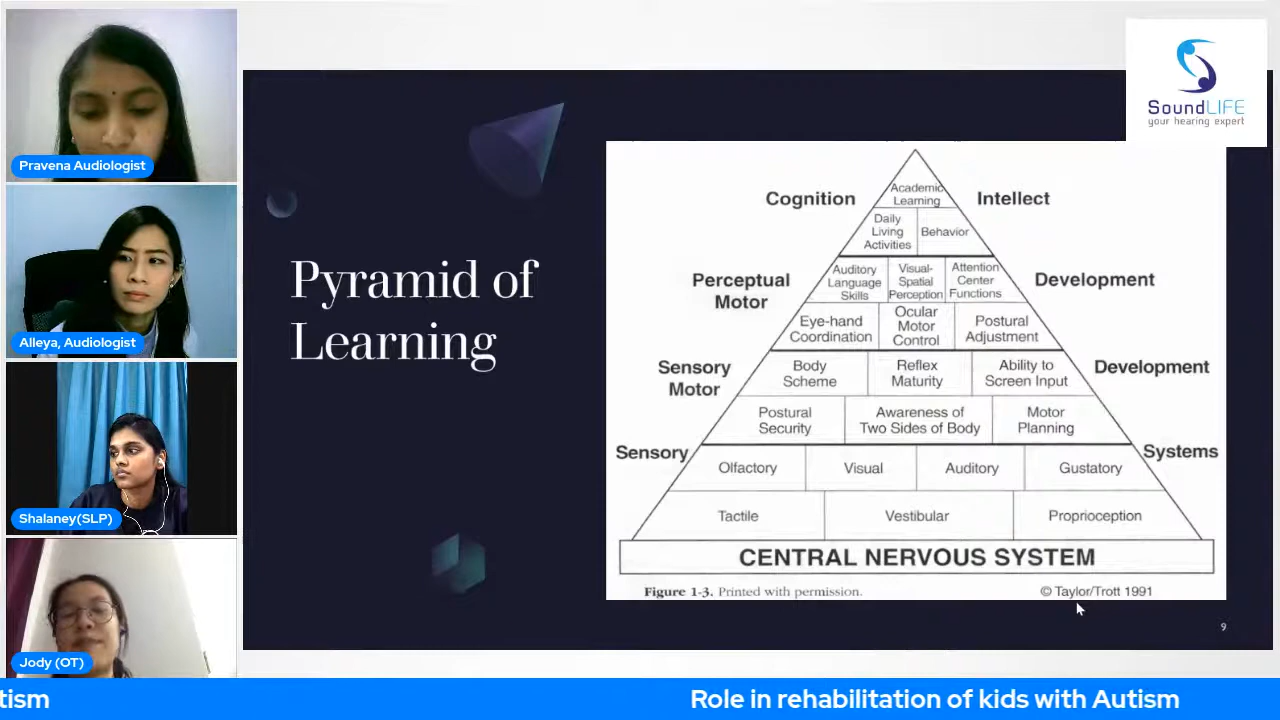 Pravena Audiologist
Alleya, Audiologist
Shalaney(SLP)
Jody (OT)
SoundLIFE
your hearing expert
Pyramid of
Learning
Cognition
Intellect
Academic
Learning
Daily
Living
Activities
Behavior
Perceptual
Motor
Development
Auditory
Language
Skills
Visual-
Spatial
Perception
Attention
Center
Functions
Eye-hand
Coordination
Ocular
Motor
Control
Postural
Adjustment
Sensory
Motor
Development
Body
Scheme
Reflex
Maturity
Ability to
Screen Input
Postural
Security
Awareness of
Two Sides of Body
Motor
Planning
Sensory
Systems
Olfactory
Visual
Auditory
Gustatory
Tactile
Vestibular
Proprioception
CENTRAL NERVOUS SYSTEM
Figure 1-3. Printed with permission.
© Taylor/Trott 1991
9
tism
Role in rehabilitation of kids with Autism